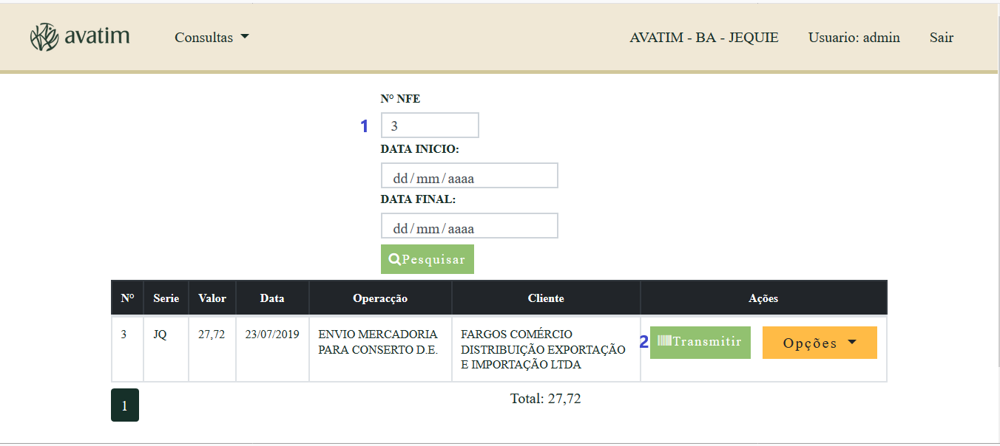 avatim
Consultas
AVATIM - BA - JEQUIE
Usuario: admin
Sair
Nº NFE
1
3
DATA INICIO:
dd/mm/aaaa
DATA FINAL:
dd/mm/aaaa
Pesquisar
Nº Serie Valor Data Operacção Cliente Ações
3 JQ 27,72 23/07/2019
ENVIO MERCADORIA
PARA CONSERTO D.E.
FARGOS COMÉRCIO
DISTRIBUIÇÃO EXPORTAÇÃO
E IMPORTAÇÃO LTDA
2
Transmitir
Opções
1
Total: 27,72